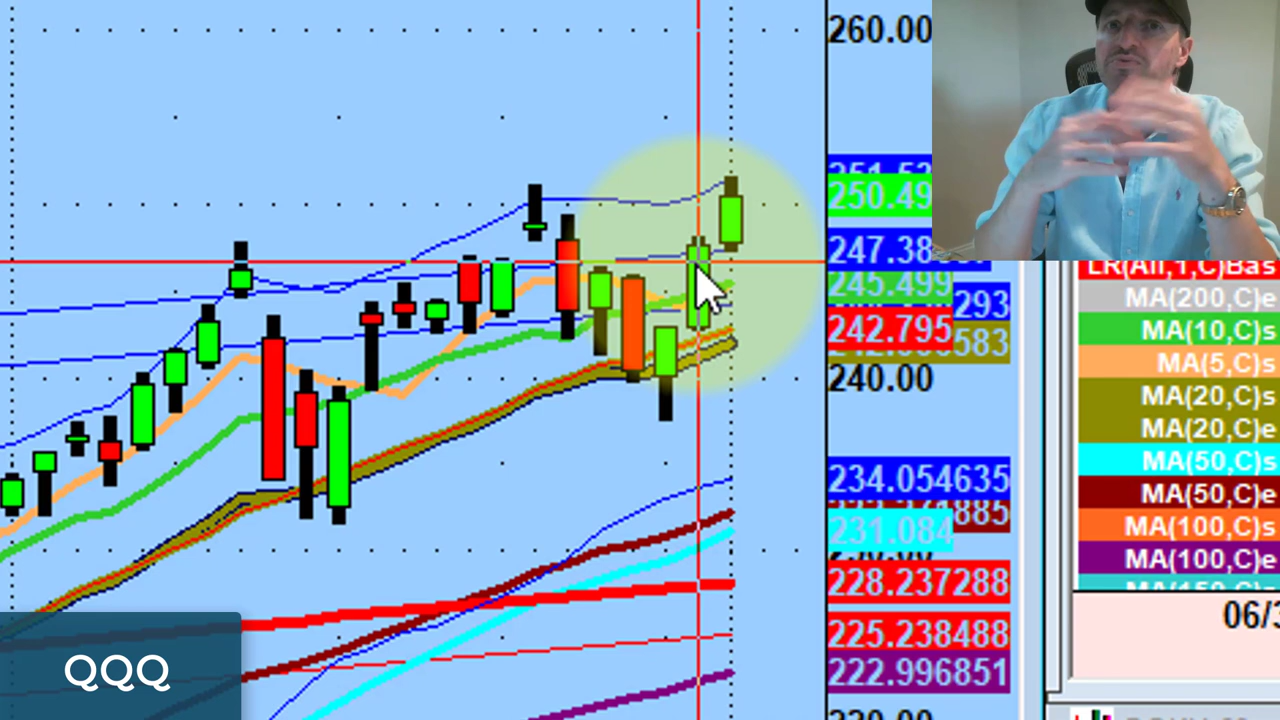 260.00
250.49
247.38
245.499
293
242.795
583
240.00
234.054635
885
231.084
228.237288
225.238488
222.996851
LR(All,1,C)Bas
MA(200,C)e
MA(10,C)s
MA(5,C)s
MA(20,C)s
MA(20,C)e
MA(50,C)s
MA(50,C)e
MA(100,C)s
MA(100,C)e
MA(150,C)s
06/3
QQQ